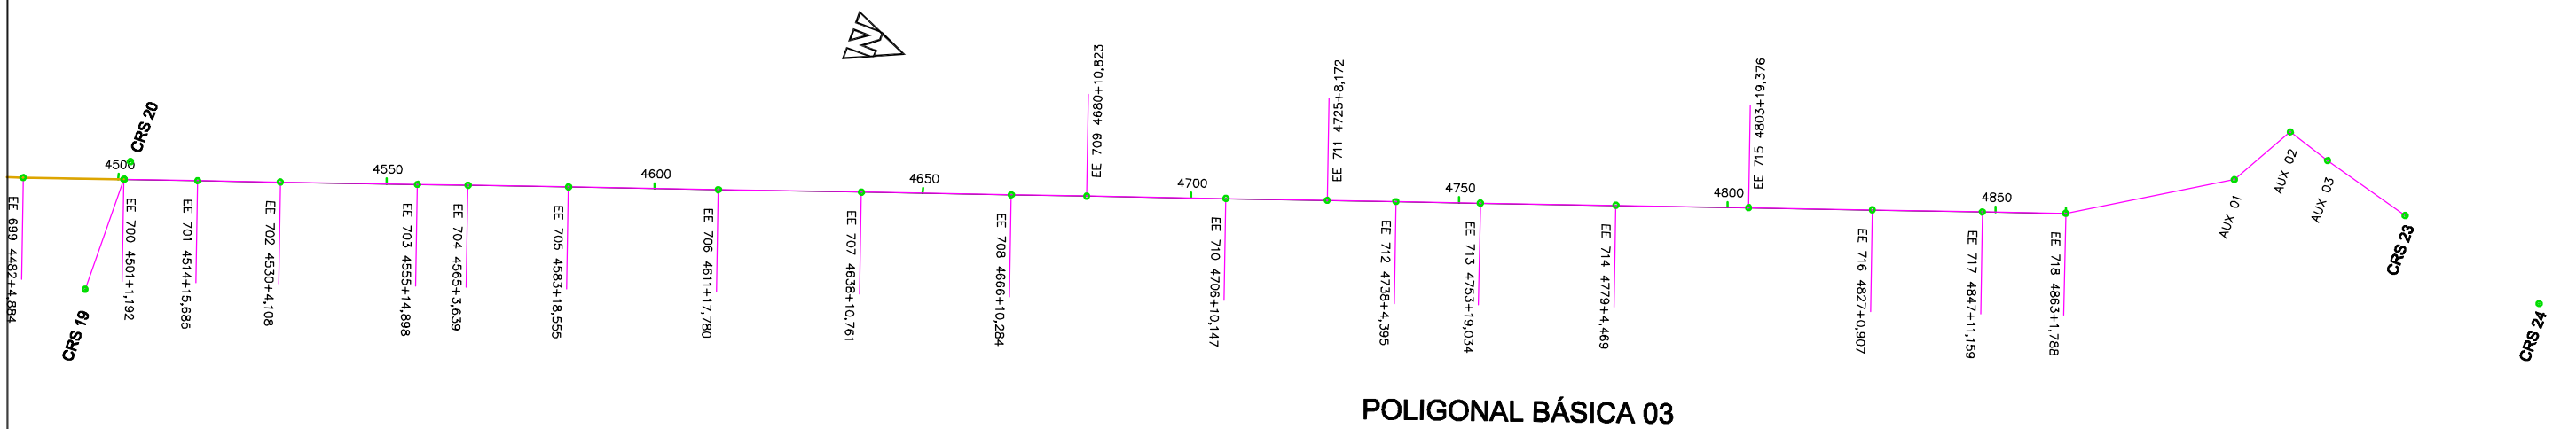 CRS 20
4500
4550
4600
4650
4700
4750
4800
4850
EE 699 4482+4,884
CRS 19
EE 700 4501+1,192
EE 701 4514+15,685
EE 702 4530+4,108
EE 703 4555+14,898
EE 704 4565+3,639
EE 705 4583+18,555
EE 706 4611+17,780
EE 707 4638+10,761
EE 708 4666+10,284
EE 709 4680+10,823
EE 710 4706+10,147
EE 711 4725+8,172
EE 712 4738+4,395
EE 713 4753+19,034
EE 714 4779+4,469
EE 715 4803+19,376
EE 716 4827+0,907
EE 717 4847+11,159
EE 718 4863+1,788
AUX 01
AUX 02
AUX 03
CRS 23
CRS 24
POLIGONAL BÁSICA 03